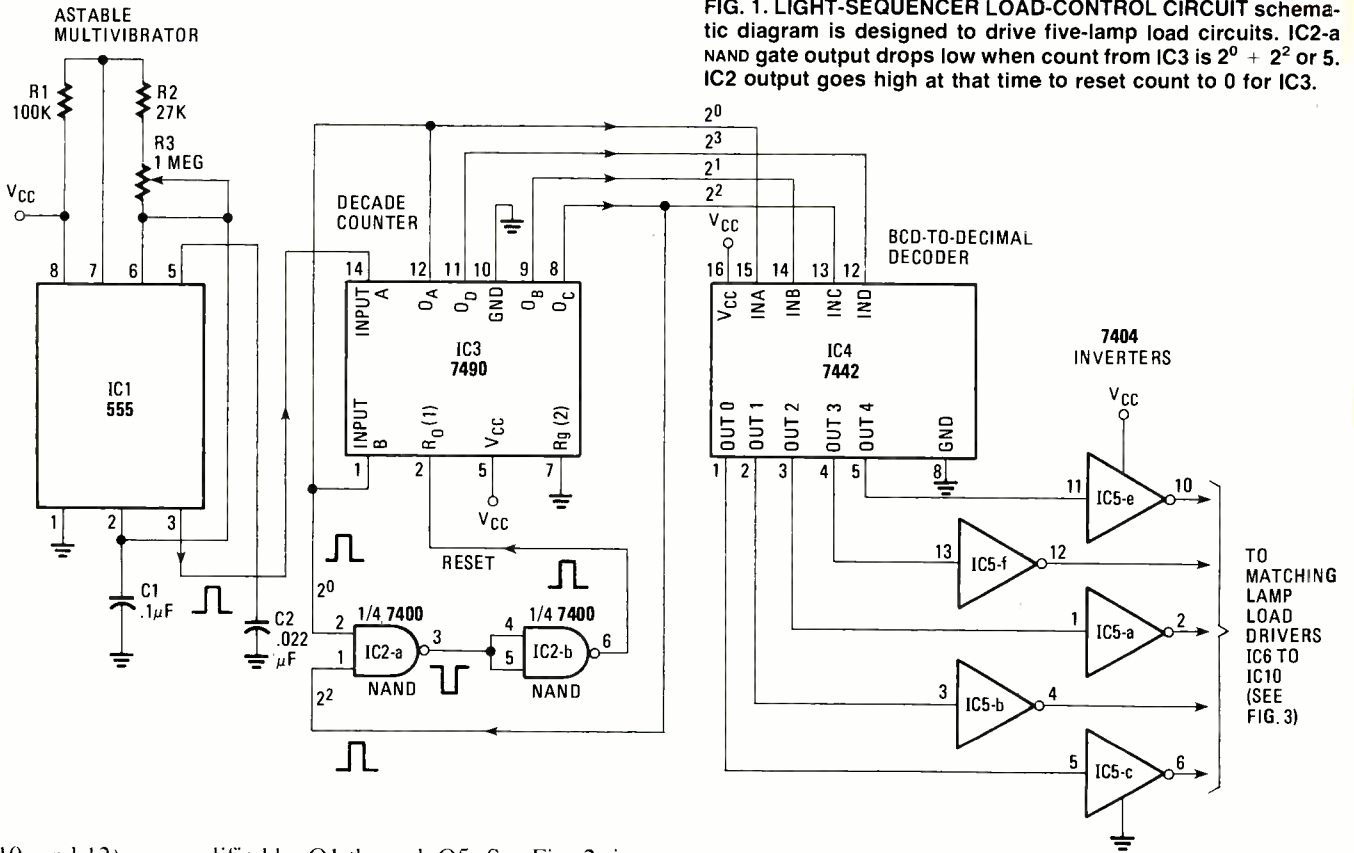 FIG. 1. LIGHT-SEQUENCER LOAD-CONTROL CIRCUIT schema-
tic diagram is designed to drive five-lamp load circuits. IC2-a
NAND gate output drops low when count from IC3 is 2⁰ + 2² or 5.
IC2 output goes high at that time to reset count to 0 for IC3.
ASTABLE
MULTIVIBRATOR
R1
100K
R2
27K
R3
1 MEG
VCC
8 7 6 5
IC1
555
1 2 3
C1
.1μF
C2
.022
μF
DECADE
COUNTER
14 12 11 10 9 8
INPUT A
OA
OD
GND
OB
OC
IC3
7490
INPUT B
R0 (1)
VCC
Rg (2)
1 2 5 7
VCC
RESET
2⁰
2³
2¹
2²
2⁰
1/4 7400
2
1
IC2-a
3
NAND
2²
1/4 7400
4
5
IC2-b
6
NAND
VCC
BCD-TO-DECIMAL
DECODER
16 15 14 13 12
VCC
INA
INB
INC
IND
IC4
7442
OUT 0
OUT 1
OUT 2
OUT 3
OUT 4
GND
1 2 3 4 5 8
7404
INVERTERS
VCC
11 IC5-e 10
13 IC5-f 12
1 IC5-a 2
3 IC5-b 4
5 IC5-c 6
TO
MATCHING
LAMP
LOAD
DRIVERS
IC6 TO
IC10
(SEE
FIG. 3)